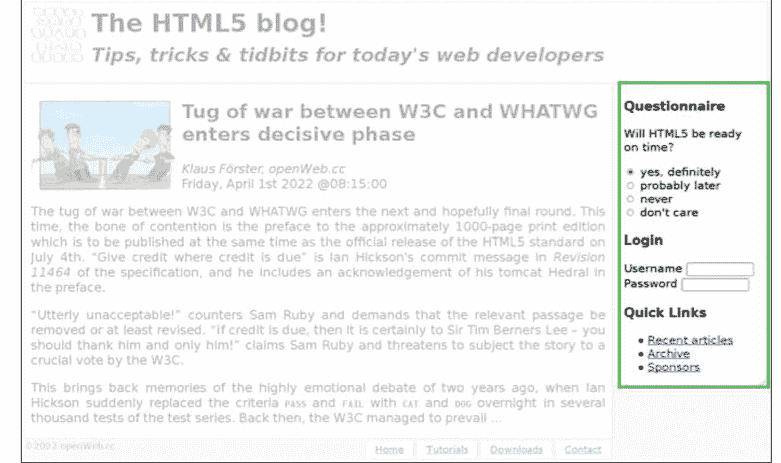 The HTML5 blog!
Tips, tricks & tidbits for today's web developers
Tug of war between W3C and WHATWG
enters decisive phase
Klaus Förster, openWeb.cc
Friday, April 1st 2022 @08:15:00
The tug of war between W3C and WHATWG enters the next and hopefully final round. This
time, the bone of contention is the preface to the approximately 1000-page print edition
which is to be published at the same time as the official release of the HTML5 standard on
July 4th. “Give credit where credit is due” is Ian Hickson's commit message in Revision
11464 of the specification, and he includes an acknowledgement of his tomcat Hedral in
the preface.
“Utterly unacceptable!” counters Sam Ruby and demands that the relevant passage be
removed or at least revised. “if credit is due, then it is certainly to Sir Tim Berners Lee – you
should thank him and only him!” claims Sam Ruby and threatens to subject the story to a
crucial vote by the W3C.
This brings back memories of the highly emotional debate of two years ago, when Ian
Hickson suddenly replaced the criteria PASS and FAIL with CAT and DOG overnight in several
thousand tests of the test series. Back then, the W3C managed to prevail ...
Questionnaire
Will HTML5 be ready
on time?
yes, definitely
probably later
never
don't care
Login
Username
Password
Quick Links
Recent articles
Archive
Sponsors
©2022 openWeb.cc
Home Tutorials Downloads Contact